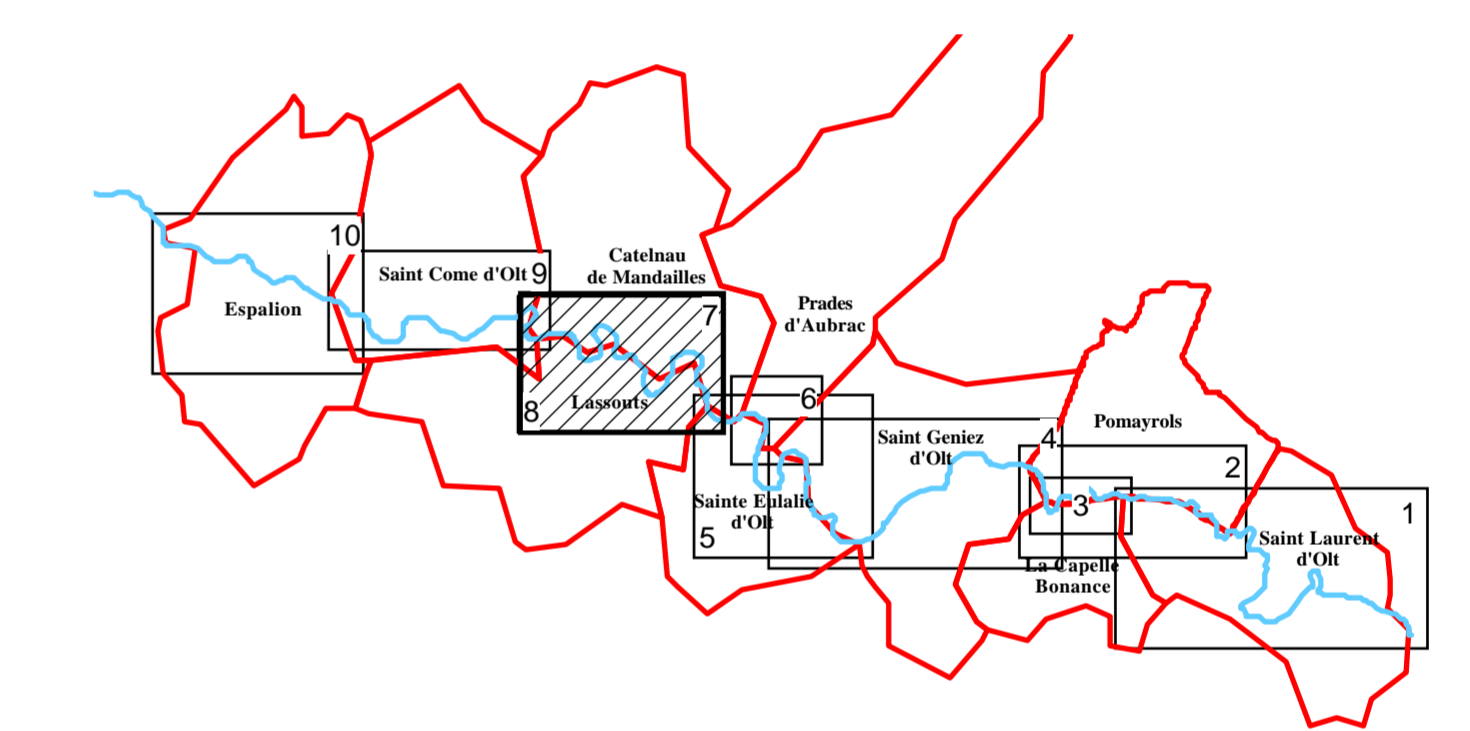 10
Saint Come d'Olt
9
Espalion
Catelnau
de Mandailles
7
8
Lassouts
Prades
d'Aubrac
6
Sainte Eulalie
d'Olt
5
Saint Geniez
d'Olt
4
Pomayrols
2
3
La Capelle
Bonance
1
Saint Laurent
d'Olt